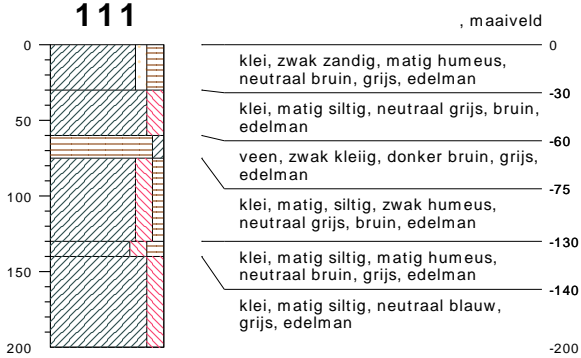 111
, maaiveld
0
0
klei, zwak zandig, matig humeus,
neutraal bruin, grijs, edelman
-30
klei, matig siltig, neutraal grijs, bruin,
edelman
50
-60
veen, zwak kleiig, donker bruin, grijs,
edelman
-75
100
klei, matig, siltig, zwak humeus,
neutraal grijs, bruin, edelman
-130
klei, matig siltig, matig humeus,
neutraal bruin, grijs, edelman
150
-140
klei, matig siltig, neutraal blauw,
grijs, edelman
200
-200